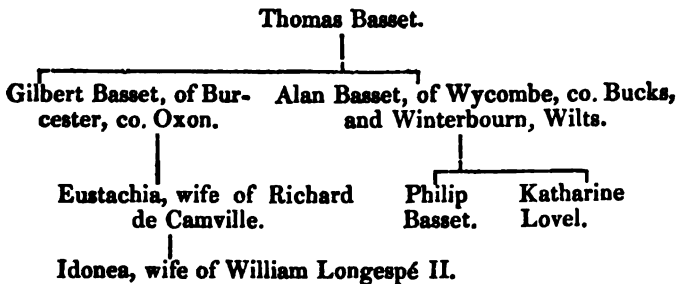 Thomas Basset.
Gilbert Basset, of Bur-
cester, co. Oxon.
Alan Basset, of Wycombe, co. Bucks,
and Winterbourn, Wilts.
Eustachia, wife of Richard
de Camville.
Philip
Basset.
Katharine
Lovel.
Idonea, wife of William Longespé II.